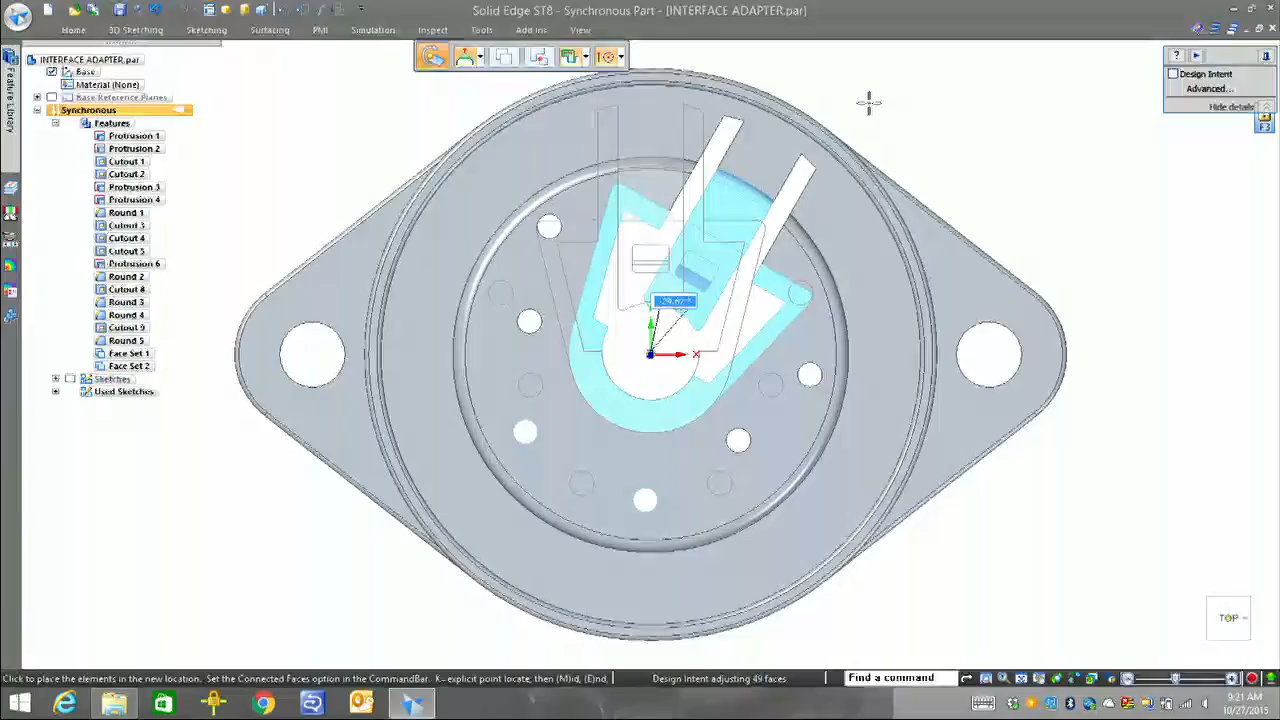 Solid Edge ST8 - Synchronous Part - [INTERFACE ADAPTER.par]
Home 3D Sketching Sketching Surfacing PMI Simulation Inspect Tools Add Ins View
Feature Library
INTERFACE ADAPTER.par
Base
Material (None)
Base Reference Planes
Synchronous
Features
Protrusion 1
Protrusion 2
Cutout 1
Cutout 2
Protrusion 3
Protrusion 4
Round 1
Cutout 3
Cutout 4
Cutout 5
Protrusion 6
Round 2
Cutout 8
Round 3
Round 4
Cutout 9
Round 5
Face Set 1
Face Set 2
Sketches
Used Sketches
?
Design Intent
Advanced...
Hide details
F3
X
TOP
Click to place the elements in the new location. Set the Connected Faces option in the CommandBar. K-explicit point locate; then (M)id, (E)nd,
Design Intent adjusting 49 faces
Find a command
9:21 AM
10/27/2015